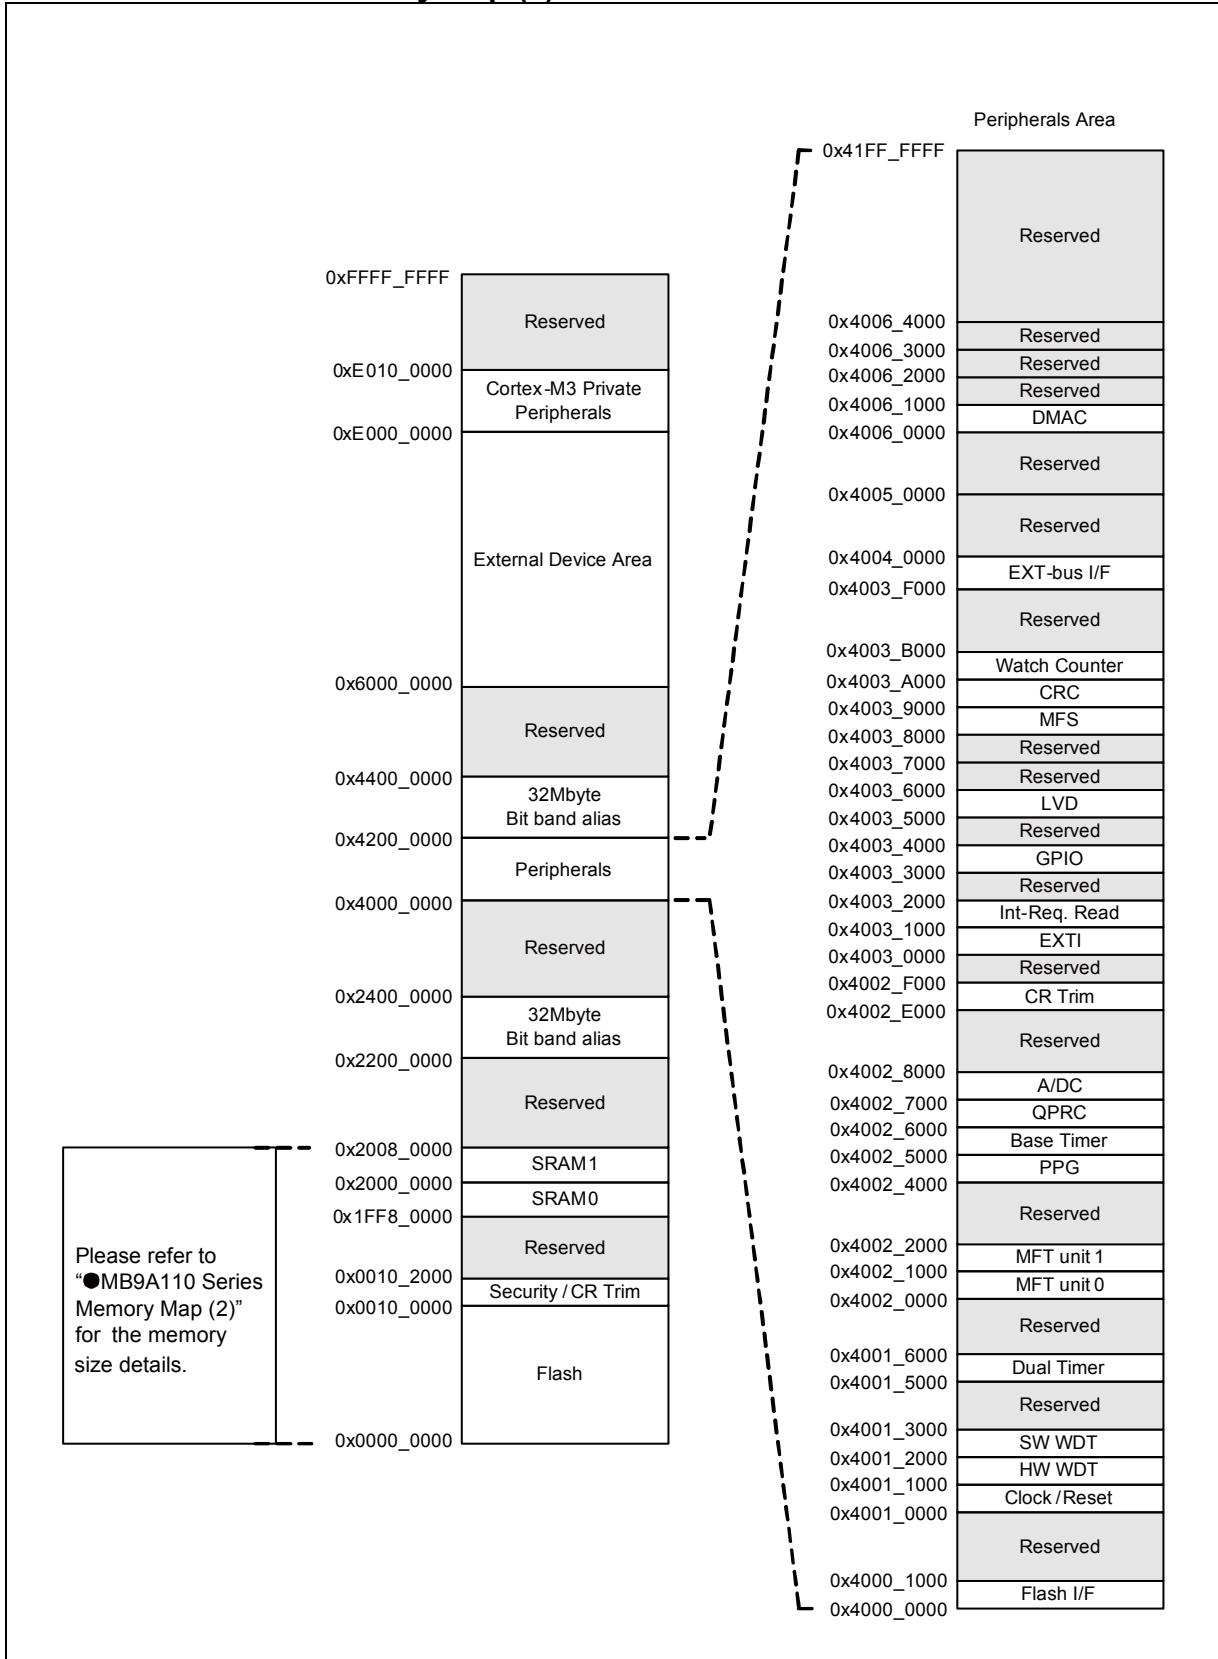 Peripherals Area
0x41FF_FFFF
Reserved
0x4006_4000
Reserved
0x4006_3000
Reserved
0x4006_2000
Reserved
0x4006_1000
DMAC
0x4006_0000
Reserved
0x4005_0000
Reserved
0x4004_0000
EXT-bus I/F
0x4003_F000
Reserved
0x4003_B000
Watch Counter
0x4003_A000
CRC
0x4003_9000
MFS
0x4003_8000
Reserved
0x4003_7000
Reserved
0x4003_6000
LVD
0x4003_5000
Reserved
0x4003_4000
GPIO
0x4003_3000
Reserved
0x4003_2000
Int-Req. Read
0x4003_1000
EXTI
0x4003_0000
Reserved
0x4002_F000
CR Trim
0x4002_E000
Reserved
0x4002_8000
A/DC
0x4002_7000
QPRC
0x4002_6000
Base Timer
0x4002_5000
PPG
0x4002_4000
Reserved
0x4002_2000
MFT unit 1
0x4002_1000
MFT unit 0
0x4002_0000
Reserved
0x4001_6000
Dual Timer
0x4001_5000
Reserved
0x4001_3000
SW WDT
0x4001_2000
HW WDT
0x4001_1000
Clock/Reset
0x4001_0000
Reserved
0x4000_1000
Flash I/F
0x4000_0000
0xFFFF_FFFF
Reserved
0xE010_0000
Cortex-M3 Private
Peripherals
0xE000_0000
External Device Area
0x6000_0000
Reserved
0x4400_0000
32Mbyte
Bit band alias
0x4200_0000
Peripherals
0x4000_0000
Reserved
0x2400_0000
32Mbyte
Bit band alias
0x2200_0000
Reserved
0x2008_0000
SRAM1
0x2000_0000
SRAM0
0x1FF8_0000
Reserved
0x0010_2000
Security / CR Trim
0x0010_0000
Flash
0x0000_0000
Please refer to
“●MB9A110 Series
Memory Map (2)”
for the memory
size details.